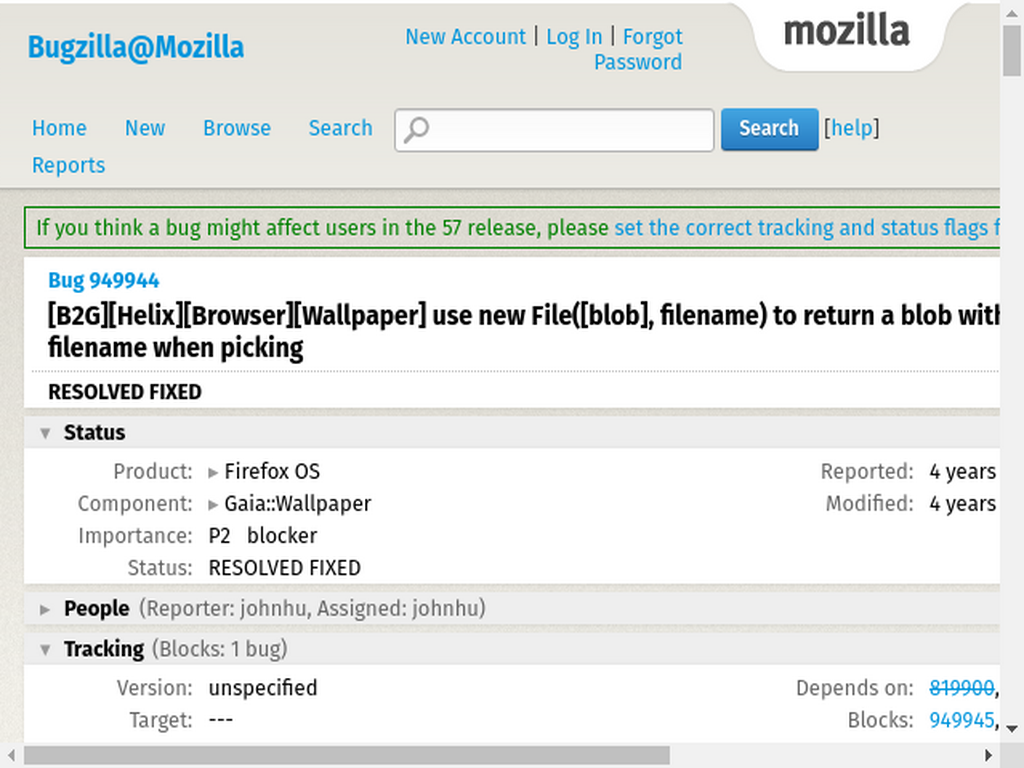 Bugzilla@Mozilla
New Account | Log In | Forgot
Password
mozilla
Home New Browse Search Search [help]
Reports
If you think a bug might affect users in the 57 release, please set the correct tracking and status flags
Bug 949944
[B2G][Helix][Browser][Wallpaper] use new File([blob], filename) to return a blob with
filename when picking
RESOLVED FIXED
Status
Product: Firefox OS Reported: 4 years
Component: Gaia::Wallpaper Modified: 4 years
Importance: P2 blocker
Status: RESOLVED FIXED
People (Reporter: johnhu, Assigned: johnhu)
Tracking (Blocks: 1 bug)
Version: unspecified Depends on: 819900,
Target: --- Blocks: 949945,